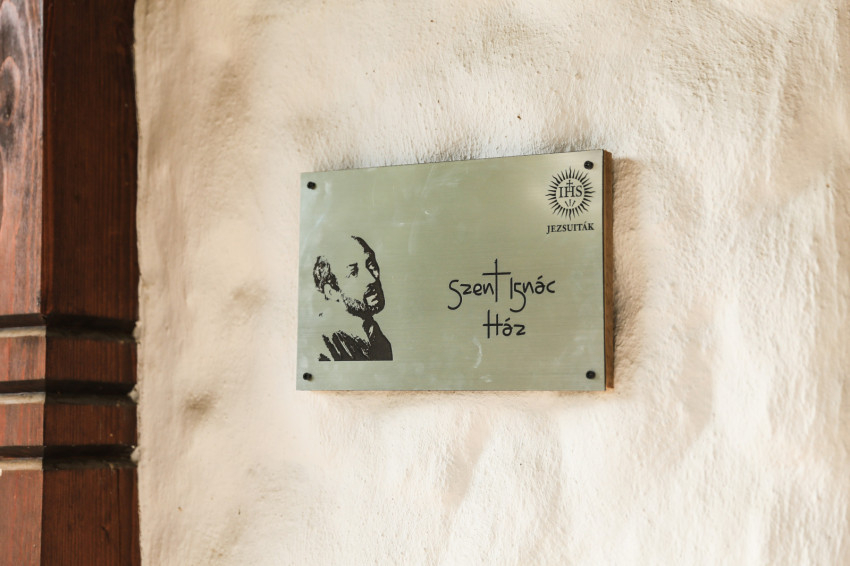 IHS
JEZSUITÁK
Szent Ignác
Ház